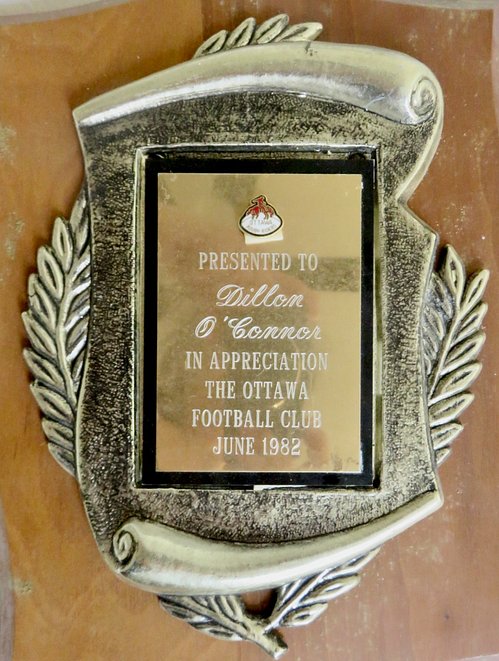 PRESENTED TO
Dillon
O'Connor
IN APPRECIATION
THE OTTAWA
FOOTBALL CLUB
JUNE 1982